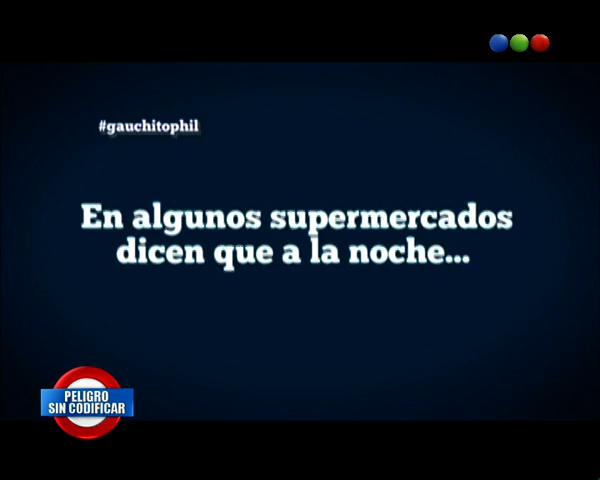 #gauchitophil
En algunos supermercados
dicen que a la noche...
PELIGRO
SIN CODIFICAR